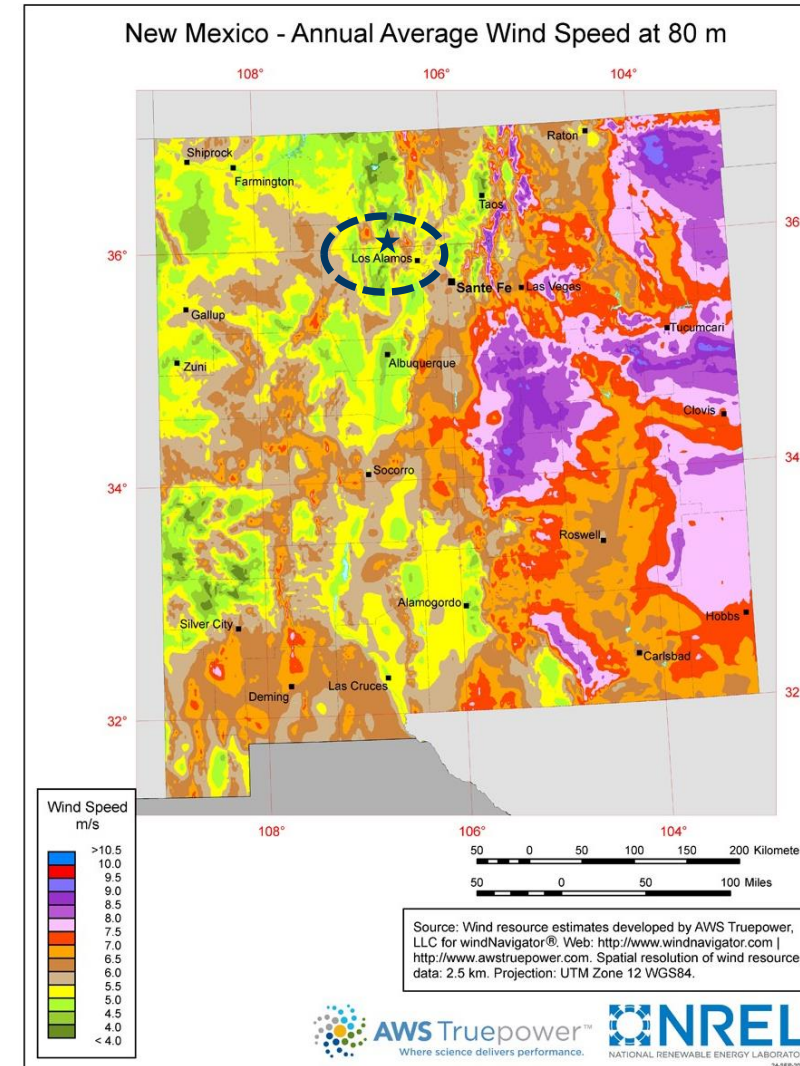 New Mexico - Annual Average Wind Speed at 80 m
108°
106°
104°
Raton
Shiprock
Farmington
Taos
36
36°
Los Alamos
Sante Fe
Las Vegas
Gallup
Tucumcari
Zuni
Albuquerque
Clovis
34
Socorro
34°
Roswell
Alamogordo
Hobbs
Silver City
Carlsbad
Las Cruces
Deming
32
32°
Wind Speed
m/s
>10.5
10.0
9.5
9.0
8.5
8.0
7.5
7.0
6.5
6.0
5.5
5.0
4.5
4.0
< 4.0
108°
106°
104°
50 0 50 100 150 200 Kilomete
50 0 50 100 Miles
Source: Wind resource estimates developed by AWS Truepower,
LLC for windNavigator®. Web: http://www.windnavigator.com |
http://www.awstruepower.com. Spatial resolution of wind resource
data: 2.5 km. Projection: UTM Zone 12 WGS84.
AWS Truepower™
Where science delivers performance.
NREL
NATIONAL RENEWABLE ENERGY LABORATO